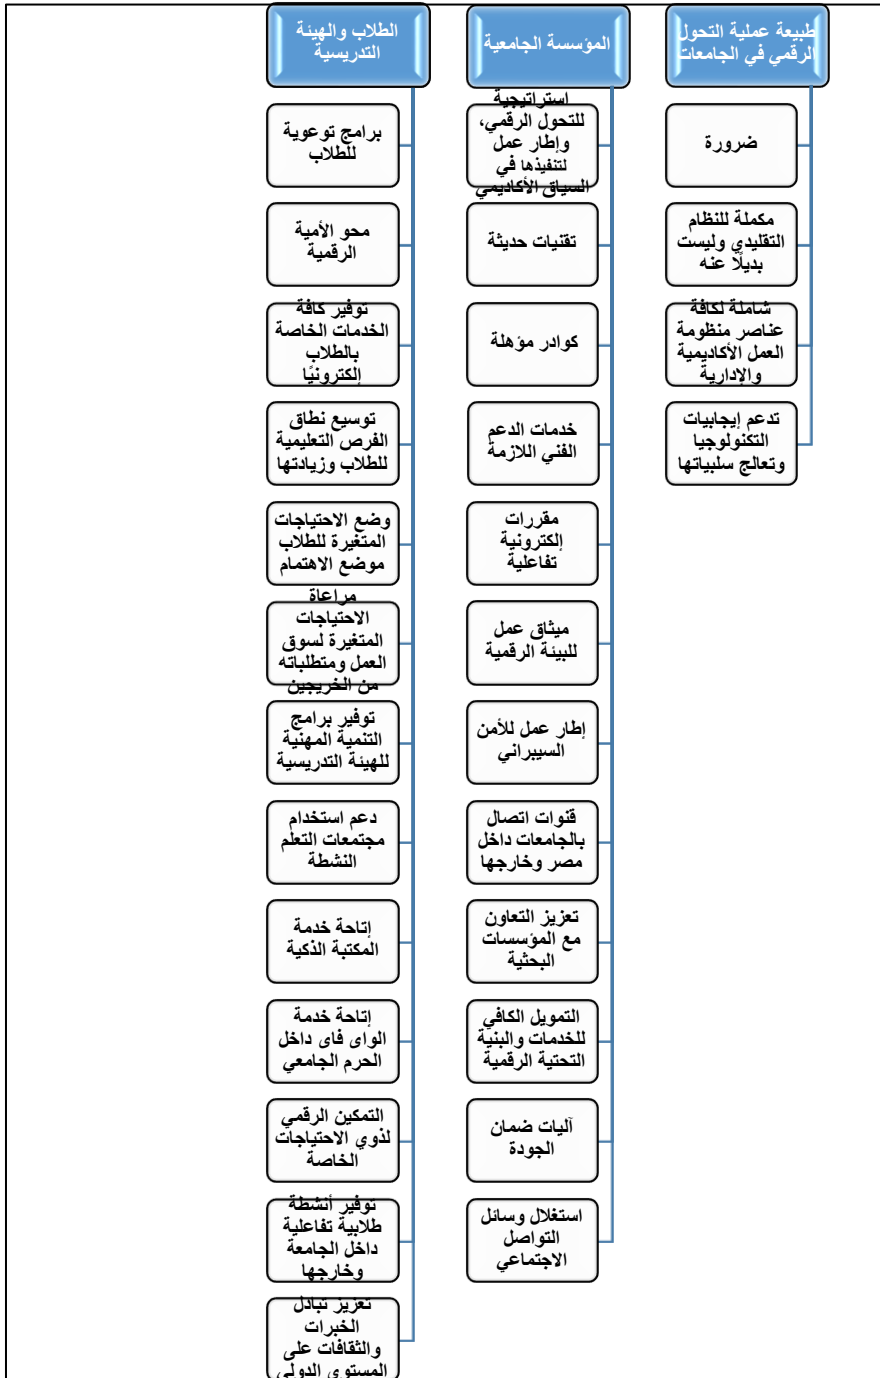 طبيعة عملية التحول
الرقمي في الجامعات
ضرورة
مكملة للنظام
التقليدي وليست
بديلًا عنه
شاملة لكافة
عناصر منظومة
العمل الأكاديمية
والإدارية
تدعم إيجابيات
التكنولوجيا
وتعالج سلبياتها
المؤسسة الجامعية
استراتيجية
للتحول الرقمي،
وإطار عمل
لتنفيذها في
السياق الأكاديمي
تقنيات حديثة
كوادر مؤهلة
خدمات الدعم
الفني اللازمة
مقررات
إلكترونية
تفاعلية
ميثاق عمل
للبيئة الرقمية
إطار عمل للأمن
السيبراني
قنوات اتصال
بالجامعات داخل
مصر وخارجها
تعزيز التعاون
مع المؤسسات
البحثية
التمويل الكافي
للخدمات والبنية
التحتية الرقمية
آليات ضمان
الجودة
استغلال وسائل
التواصل
الاجتماعي
الطلاب والهيئة
التدريسية
برامج توعوية
للطلاب
محو الأمية
الرقمية
توفير كافة
الخدمات الخاصة
بالطلاب
إلكترونيًا
توسيع نطاق
الفرص التعليمية
للطلاب وزيادتها
وضع الاحتياجات
المتغيرة للطلاب
موضع الاهتمام
مراعاة
الاحتياجات
المتغيرة لسوق
العمل ومتطلباته
من الخريجين
توفير برامج
التنمية المهنية
للهيئة التدريسية
دعم استخدام
مجتمعات التعلم
النشطة
إتاحة خدمة
المكتبة الذكية
إتاحة خدمة
الواى فاى داخل
الحرم الجامعي
التمكين الرقمي
لذوي الاحتياجات
الخاصة
توفير أنشطة
طلابية تفاعلية
داخل الجامعة
وخارجها
تعزيز تبادل
الخبرات
والثقافات على
المستوى الدولي